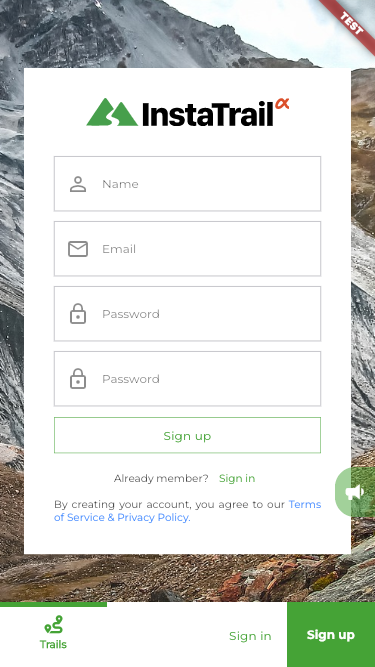 TEST
InstaTrail α
Name
Email
Password
Password
Sign up
Already member? Sign in
By creating your account, you agree to our Terms
of Service & Privacy Policy.
Trails
Sign in
Sign up